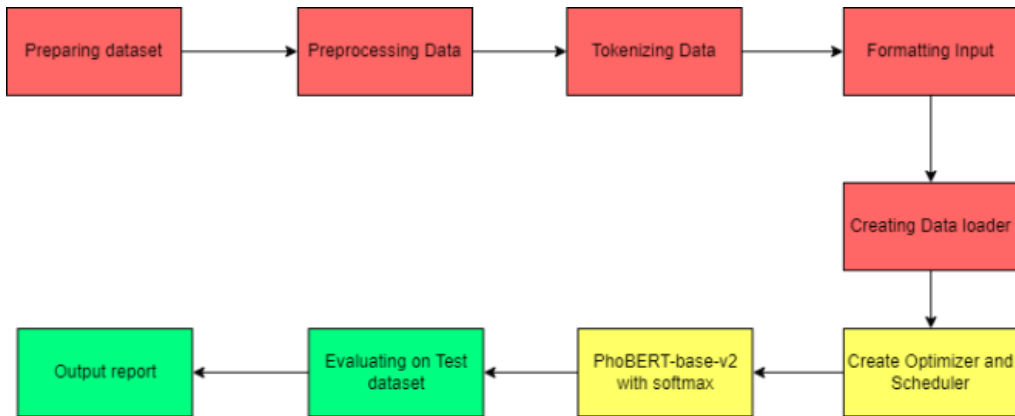 Preparing dataset
Preprocessing Data
Tokenizing Data
Formatting Input
Creating Data loader
Create Optimizer and
Scheduler
PhoBERT-base-v2
with softmax
Evaluating on Test
dataset
Output report